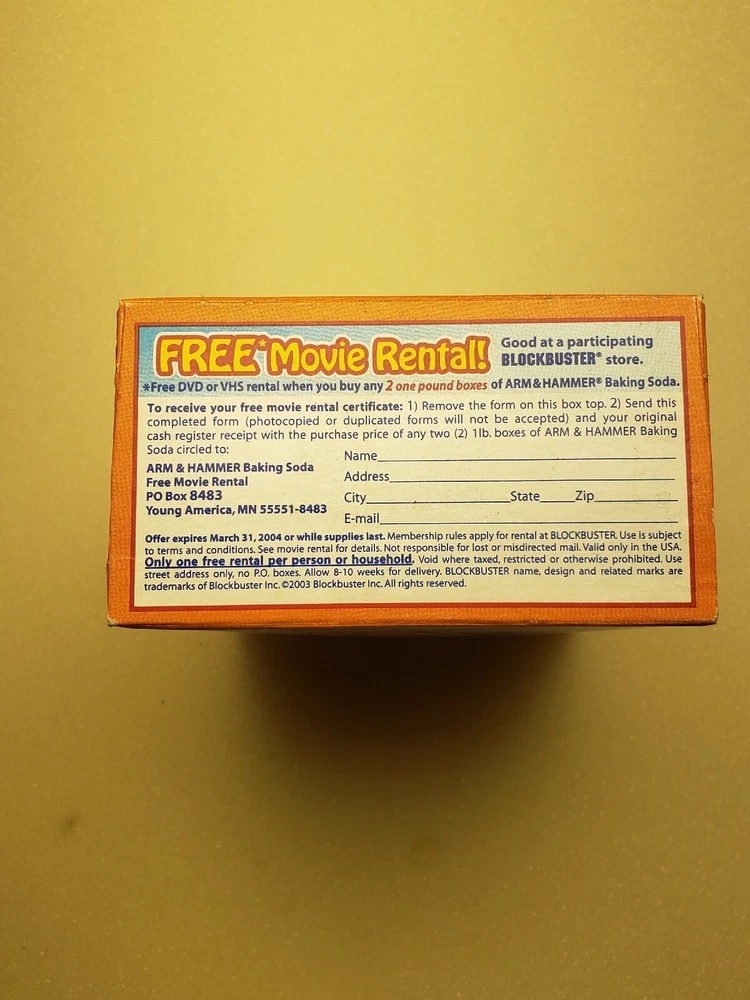 FREE* Movie Rental!
Good at a participating
BLOCKBUSTER® store.
*Free DVD or VHS rental when you buy any 2 one pound boxes of ARM & HAMMER® Baking Soda.
To receive your free movie rental certificate: 1) Remove the form on this box top. 2) Send this
completed form (photocopied or duplicated forms will not be accepted) and your original
cash register receipt with the purchase price of any two (2) 1lb. boxes of ARM & HAMMER Baking
Soda circled to:
ARM & HAMMER Baking Soda
Free Movie Rental
PO Box 8483
Young America, MN 55551-8483
Name
Address
City State Zip
E-mail
Offer expires March 31, 2004 or while supplies last. Membership rules apply for rental at BLOCKBUSTER. Use is subject
to terms and conditions. See movie rental for details. Not responsible for lost or misdirected mail. Valid only in the USA.
Only one free rental per person or household. Void where taxed, restricted or otherwise prohibited. Use
street address only, no P.O. boxes. Allow 8-10 weeks for delivery. BLOCKBUSTER name, design and related marks are
trademarks of Blockbuster Inc. ©2003 Blockbuster Inc. All rights reserved.